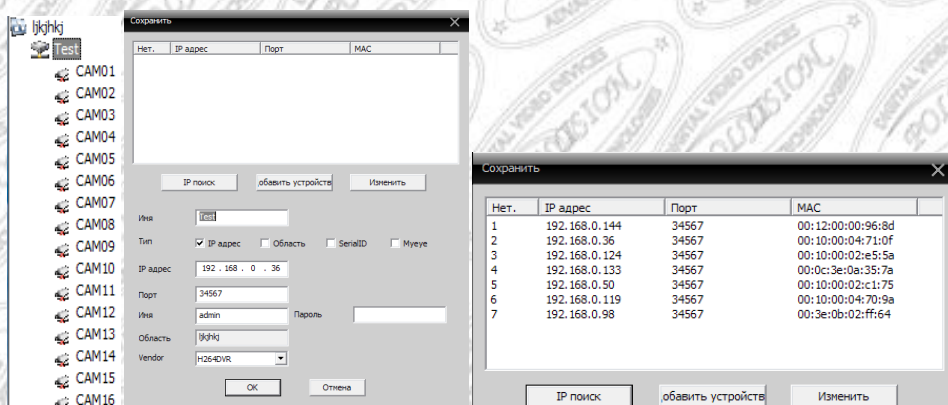 ljkjhkj
Test
CAM01
CAM02
CAM03
CAM04
CAM05
CAM06
CAM07
CAM08
CAM09
CAM10
CAM11
CAM12
CAM13
CAM14
CAM15
CAM16
Сохранить
Нет. IP адрес Порт MAC
IP поиск обавить устройств Изменить
Имя Test
Тип IP адрес Область SerialID Myeye
IP адрес 192 . 168 . 0 . 36
Порт 34567
Имя admin Пароль
Область ljkjhkj
Vendor H264DVR
OK Отмена
Сохранить
Нет. IP адрес Порт MAC
1 192.168.0.144 34567 00:12:00:00:96:8d
2 192.168.0.36 34567 00:10:00:04:71:0f
3 192.168.0.124 34567 00:10:00:02:e5:5a
4 192.168.0.133 34567 00:0c:3e:0a:35:7a
5 192.168.0.50 34567 00:10:00:02:c1:75
6 192.168.0.119 34567 00:10:00:04:70:9a
7 192.168.0.98 34567 00:3e:0b:02:ff:64
IP поиск обавить устройств Изменить